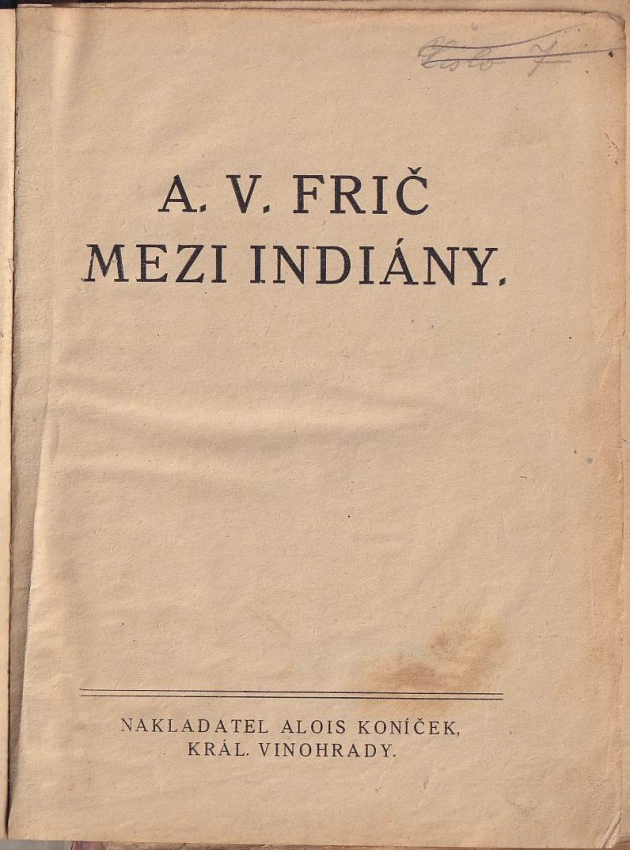 A. V. FRIČ
MEZI INDIÁNY.
NAKLADATEL ALOIS KONÍČEK,
KRÁL. VINOHRADY.